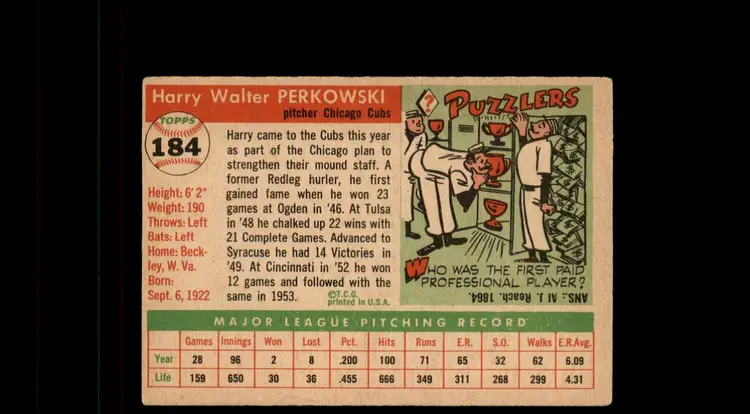 Harry Walter PERKOWSKI
pitcher Chicago Cubs
TOPPS
184
Height: 6' 2"
Weight: 190
Throws: Left
Bats: Left
Home: Beck-
ley, W. Va.
Born:
Sept. 6, 1922
Harry came to the Cubs this year
as part of the Chicago plan to
strengthen their mound staff. A
former Redleg hurler, he first
gained fame when he won 23
games at Ogden in '46. At Tulsa
in '48 he chalked up 22 wins with
21 Complete Games. Advanced to
Syracuse he had 14 Victories in
'49. At Cincinnati in '52 he won
12 games and followed with the
same in 1953.
©T.C.G.
printed in U.S.A.
?
PUZZLERS
WHO WAS THE FIRST PAID
PROFESSIONAL PLAYER?
ANS.: Al J. Reach. 1864.
MAJOR LEAGUE PITCHING RECORD
Games Innings Won Lost Pct. Hits Runs E.R. S.O. Walks E.R.Avg.
Year 28 96 2 8 .200 100 71 65 32 62 6.09
Life 159 650 30 36 .455 666 349 311 268 299 4.31